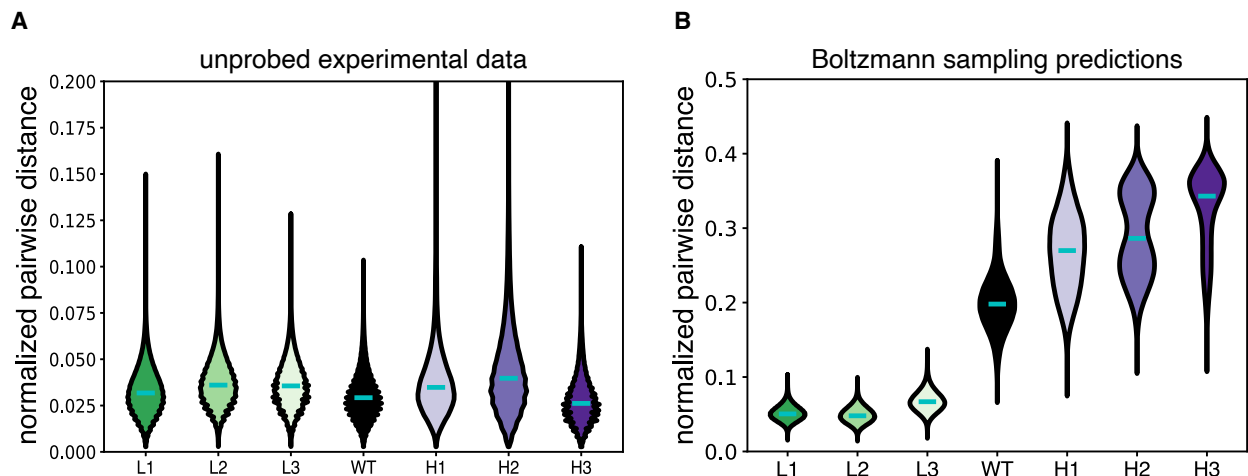 A
unprobed experimental data
normalized pairwise distance
0.200
0.175
0.150
0.125
0.100
0.075
0.050
0.025
0.000
L1 L2 L3 WT H1 H2 H3
B
Boltzmann sampling predictions
normalized pairwise distance
0.5
0.4
0.3
0.2
0.1
0.0
L1 L2 L3 WT H1 H2 H3